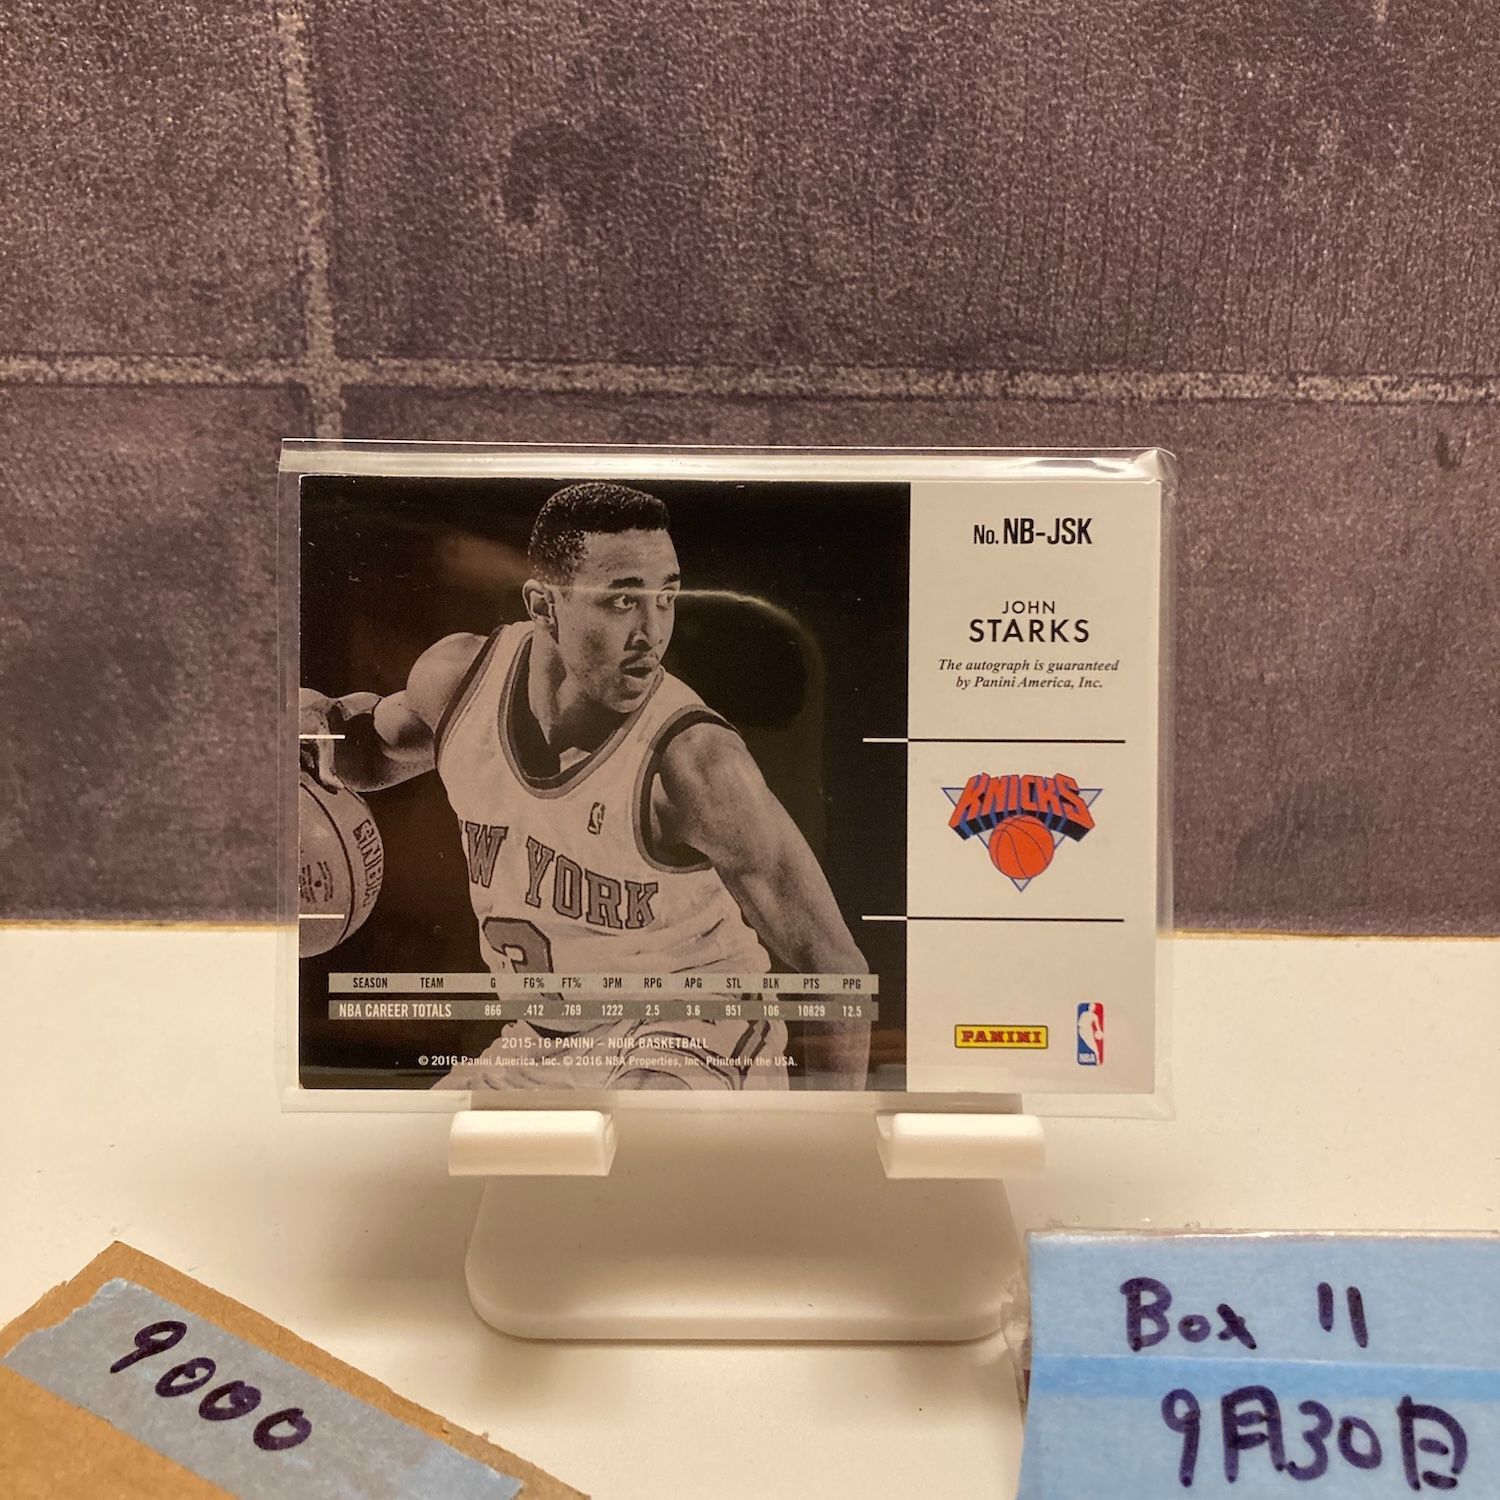 No. NB-JSK
JOHN
STARKS
The autograph is guaranteed
by Panini America, Inc.
KNICKS
W YORK
3
SEASON TEAM G FG% FT% 3PM RPG APG STL BLK PTS PPG
NBA CAREER TOTALS 866 .412 .769 1222 2.5 3.6 951 106 10829 12.5
2015-16 PANINI – NOIR BASKETBALL
© 2016 Panini America, Inc. © 2016 NBA Properties, Inc. Printed in the USA.
PANINI
NBA
9000
Box 11
9月30日